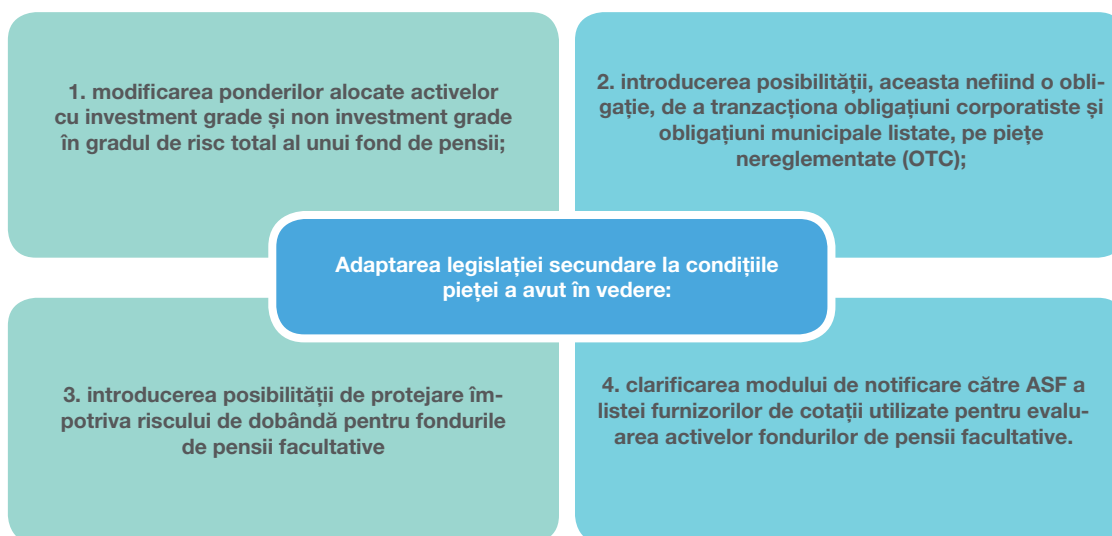 1. modificarea ponderilor alocate activelor
cu investment grade și non investment grade
în gradul de risc total al unui fond de pensii;
2. introducerea posibilității, aceasta nefiind o obli-
gație, de a tranzacționa obligațiuni corporatiste și
obligațiuni municipale listate, pe piețe
nereglementate (OTC);
Adaptarea legislației secundare la condițiile
pieței a avut în vedere:
3. introducerea posibilității de protejare îm-
potriva riscului de dobândă pentru fondurile
de pensii facultative
4. clarificarea modului de notificare către ASF a
listei furnizorilor de cotații utilizate pentru evalu-
area activelor fondurilor de pensii facultative.